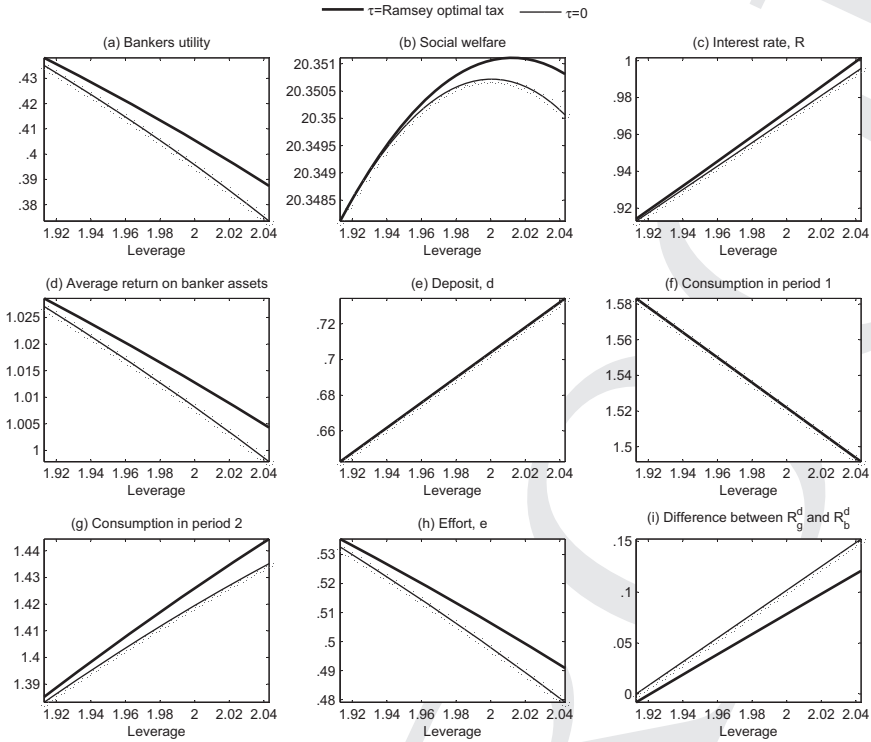 τ=Ramsey optimal tax τ=0
(a) Bankers utility
.43
.42
.41
.4
.39
.38
1.92 1.94 1.96 1.98 2 2.02 2.04
Leverage
(b) Social welfare
20.351
20.3505
20.35
20.3495
20.349
20.3485
1.92 1.94 1.96 1.98 2 2.02 2.04
Leverage
(c) Interest rate, R
1
.98
.96
.94
.92
1.92 1.94 1.96 1.98 2 2.02 2.04
Leverage
(d) Average return on banker assets
1.025
1.02
1.015
1.01
1.005
1
1.92 1.94 1.96 1.98 2 2.02 2.04
Leverage
(e) Deposit, d
.72
.7
.68
.66
1.92 1.94 1.96 1.98 2 2.02 2.04
Leverage
(f) Consumption in period 1
1.58
1.56
1.54
1.52
1.5
1.92 1.94 1.96 1.98 2 2.02 2.04
Leverage
(g) Consumption in period 2
1.44
1.43
1.42
1.41
1.4
1.39
1.92 1.94 1.96 1.98 2 2.02 2.04
Leverage
(h) Effort, e
.53
.52
.51
.5
.49
.48
1.92 1.94 1.96 1.98 2 2.02 2.04
Leverage
(i) Difference between R_g^d and R_b^d
.15
.1
.05
0
1.92 1.94 1.96 1.98 2 2.02 2.04
Leverage